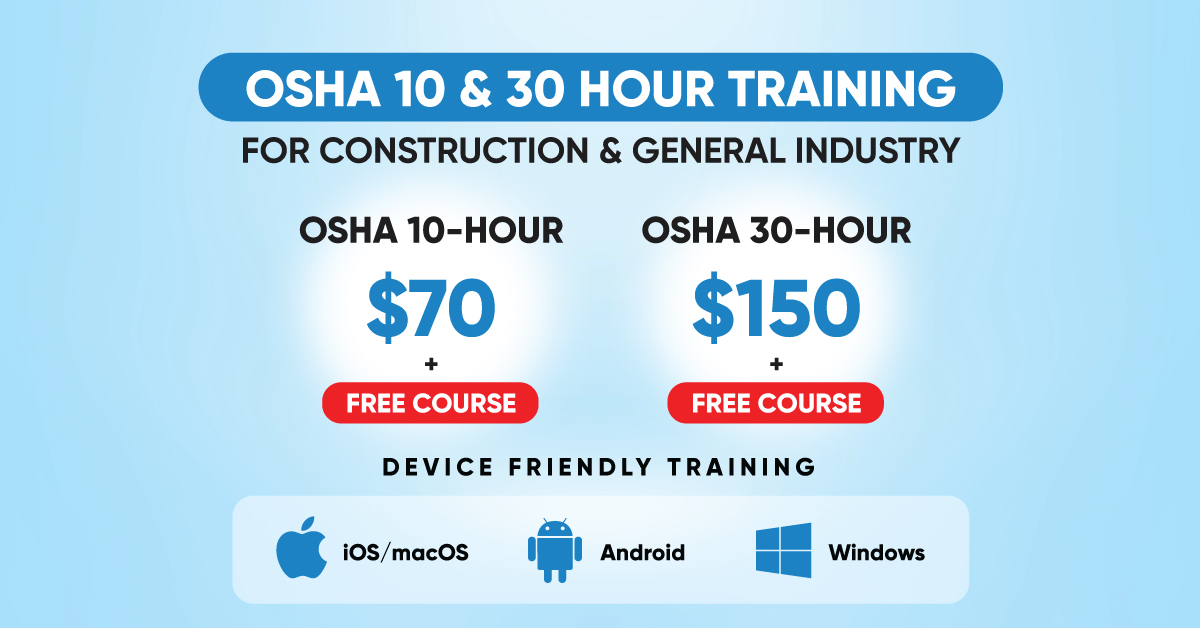 OSHA 10 & 30 HOUR TRAINING
FOR CONSTRUCTION & GENERAL INDUSTRY
OSHA 10-HOUR
$70
+
FREE COURSE
OSHA 30-HOUR
$150
+
FREE COURSE
DEVICE FRIENDLY TRAINING
iOS/macOS
Android
Windows